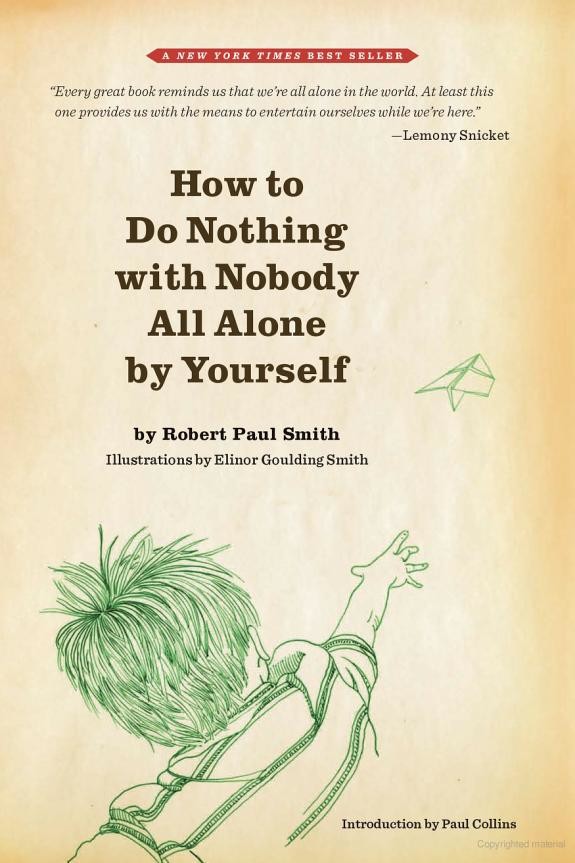 A NEW YORK TIMES BEST SELLER
“Every great book reminds us that we’re all alone in the world. At least this
one provides us with the means to entertain ourselves while we’re here.”
—Lemony Snicket
How to
Do Nothing
with Nobody
All Alone
by Yourself
by Robert Paul Smith
Illustrations by Elinor Goulding Smith
Introduction by Paul Collins
Copyrighted material